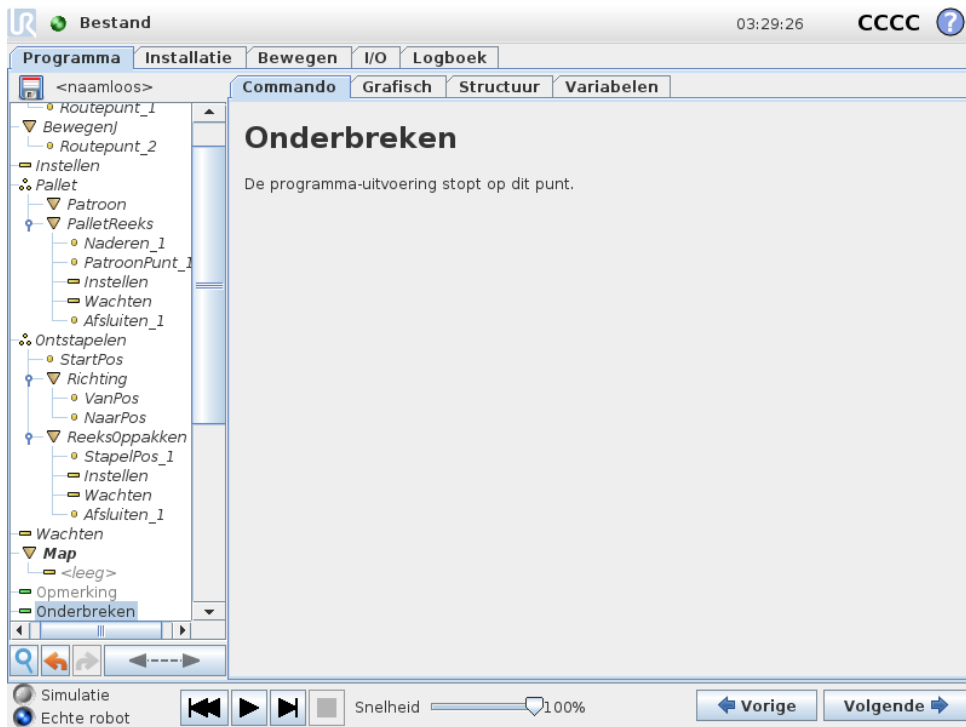 UR Bestand 03:29:26 CCCC ?
Programma Installatie Bewegen I/O Logboek
<naamloos>
Commando Grafisch Structuur Variabelen
Routepunt_1
BewegenJ
Routepunt_2
Instellen
Pallet
Patroon
PalletReeks
Naderen_1
PatroonPunt_1
Instellen
Wachten
Afsluiten_1
Ontstapelen
StartPos
Richting
VanPos
NaarPos
ReeksOppakken
StapelPos_1
Instellen
Wachten
Afsluiten_1
Wachten
Map
<leeg>
Opmerking
Onderbreken
Onderbreken
De programma-uitvoering stopt op dit punt.
Simulatie
Echte robot
Snelheid 100%
Vorige Volgende